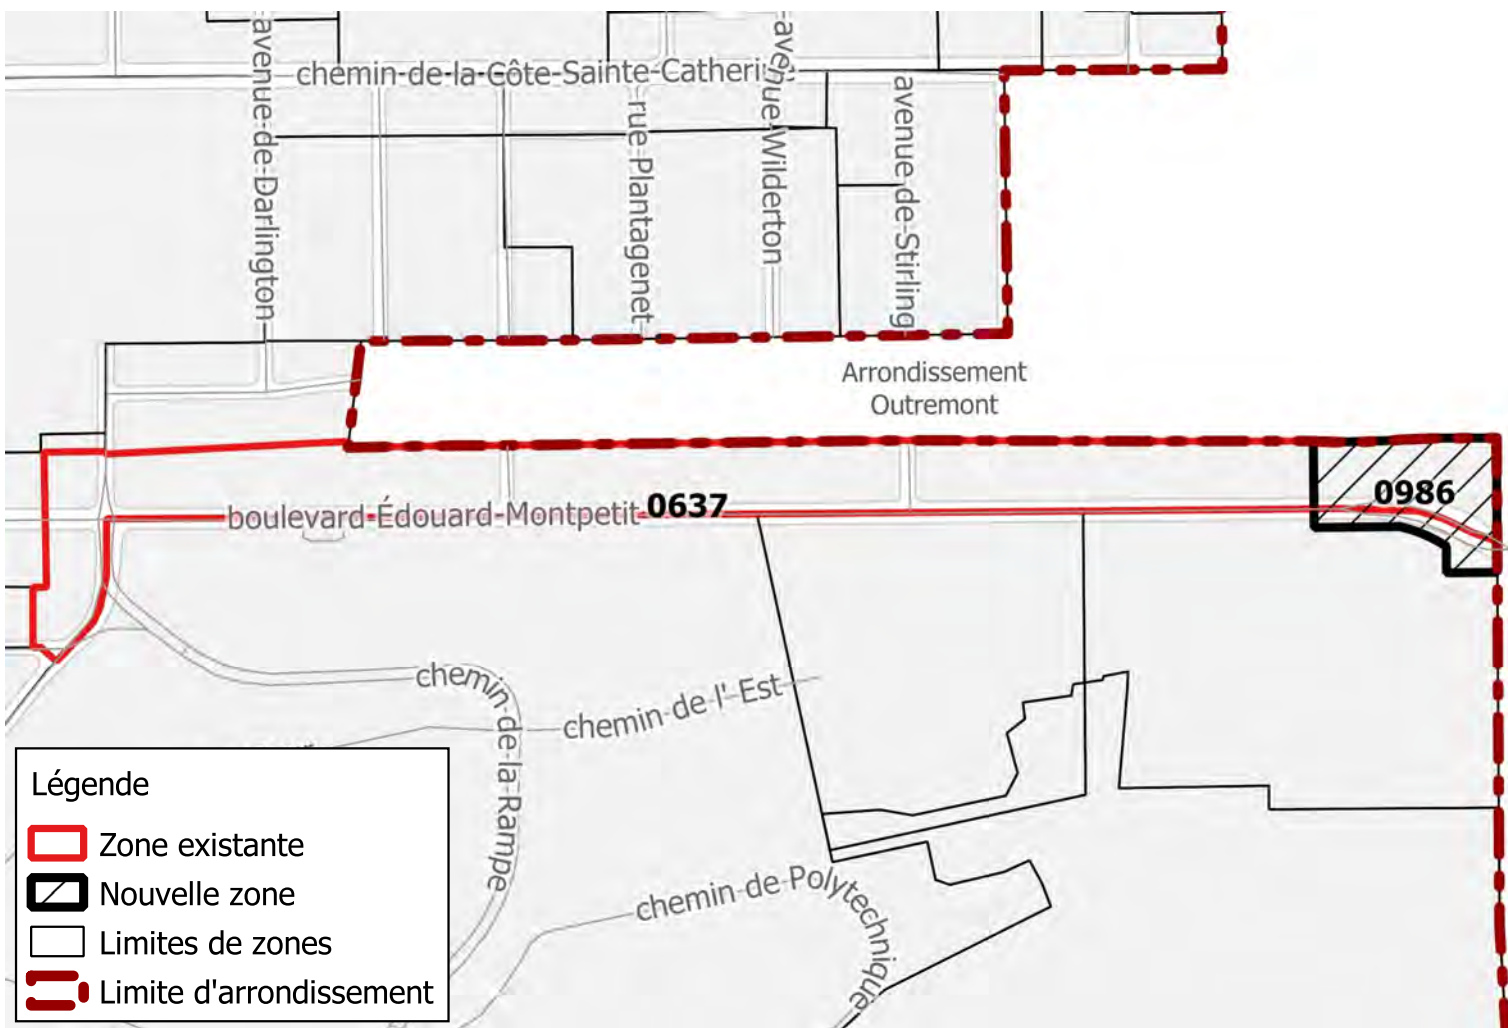 avenue-de-Darlington
chemin-de-la-Côte-Sainte-Catherine
rue-Plantagenet
avenue-Wilderton
avenue-de-Stirling
Arrondissement
Outremont
0986
boulevard-Édouard-Montpetit
0637
chemin-de-la-Rampe
chemin-de-l'-Est
chemin-de-Polytechnique
Légende
Zone existante
Nouvelle zone
Limites de zones
Limite d'arrondissement